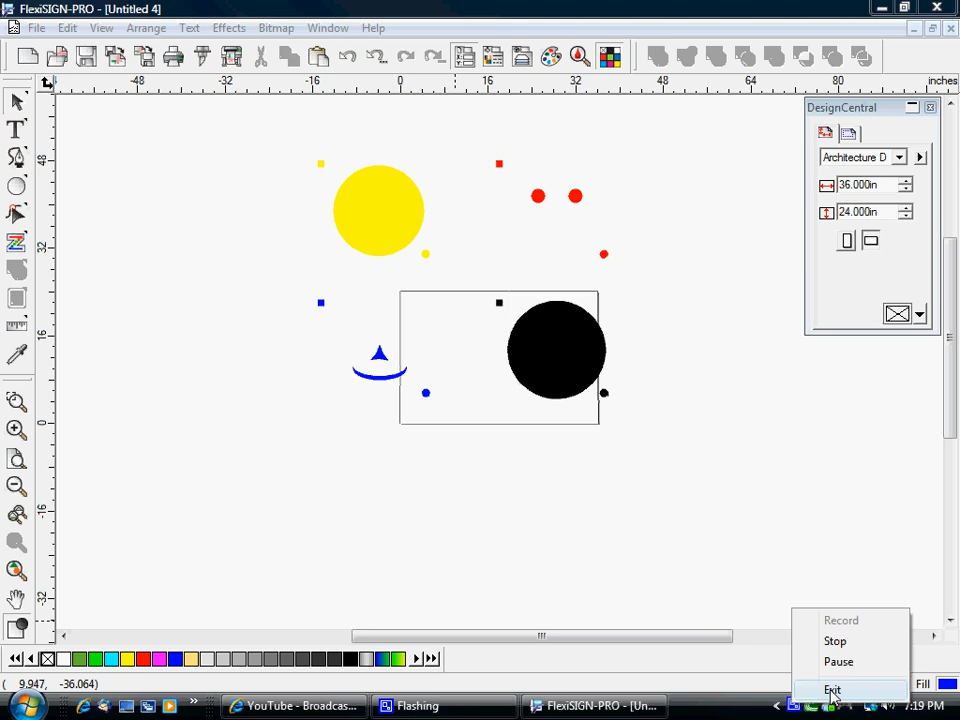 FlexiSIGN-PRO - [Untitled 4]
File Edit View Arrange Text Effects Bitmap Window Help
-48 -32 -16 0 16 32 48 64 80 inches
48
32
16
0
-16
-32
DesignCentral
Architecture D
36.000in
24.000in
Record
Stop
Pause
Exit
( 9.947, -36.064)
Fill
YouTube - Broadcas...
Flashing
FlexiSIGN-PRO - [Un...
7:19 PM